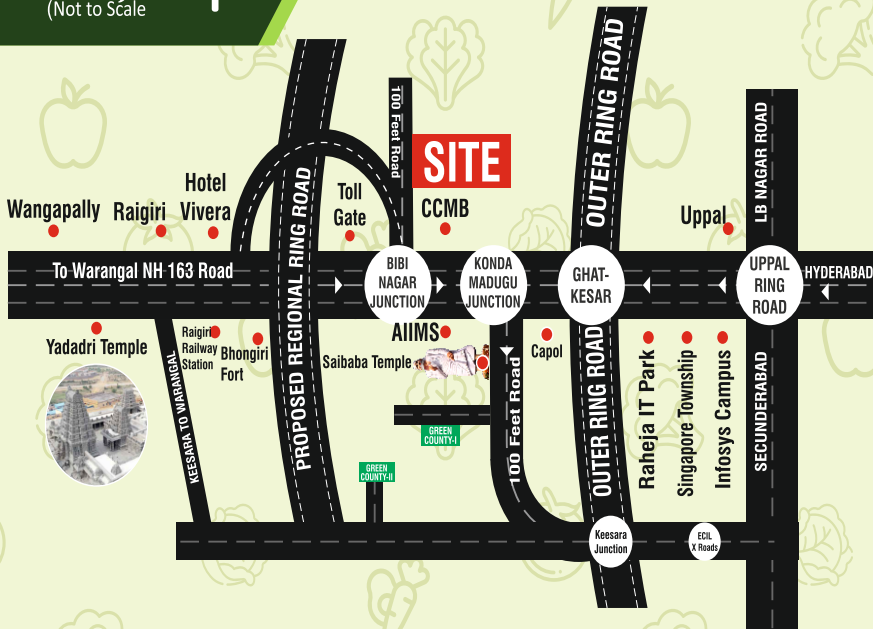 (Not to Scale
100 Feet Road
OUTER RING ROAD
LB NAGAR ROAD
SITE
Hotel
Vivera
Toll
Gate
CCMB
Wangapally
Raigiri
Uppal
PROPOSED REGIONAL RING ROAD
To Warangal NH 163 Road
BIBI
NAGAR
JUNCTION
KONDA
MADUGU
JUNCTION
GHAT-
KESAR
UPPAL
RING
ROAD
HYDERABAD
Yadadri Temple
Raigiri
Railway
Station
Bhongiri
Fort
AIIMS
Saibaba Temple
Capol
KEESARA TO WARANGAL
100 Feet Road
OUTER RING ROAD
Raheja IT Park
Singapore Township
Infosys Campus
SECUNDERABAD
GREEN
COUNTY-I
GREEN
COUNTY-II
Keesara
Junction
ECIL
X Roads